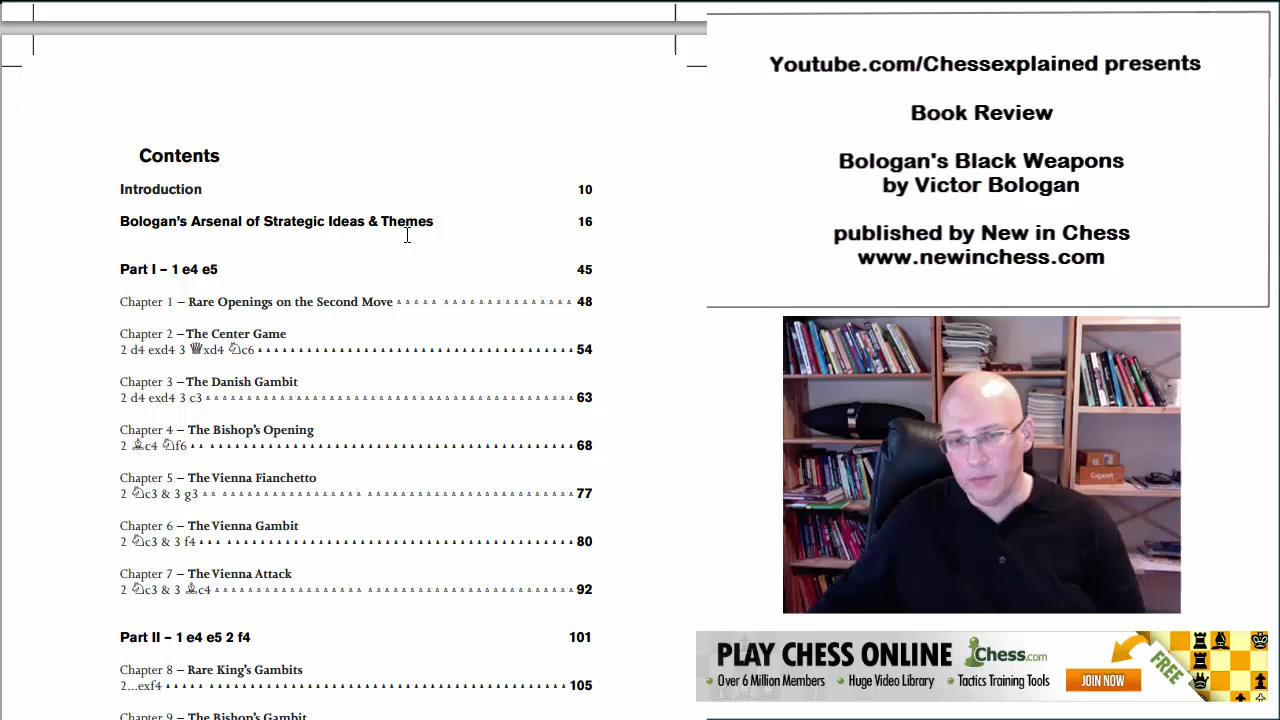 Contents
Introduction 10
Bologan's Arsenal of Strategic Ideas & Themes 16
Part I – 1 e4 e5 45
Chapter 1 – Rare Openings on the Second Move 48
Chapter 2 – The Center Game
2 d4 exd4 3 ♕xd4 ♘c6 54
Chapter 3 – The Danish Gambit
2 d4 exd4 3 c3 63
Chapter 4 – The Bishop's Opening
2 ♗c4 ♘f6 68
Chapter 5 – The Vienna Fianchetto
2 ♘c3 & 3 g3 77
Chapter 6 – The Vienna Gambit
2 ♘c3 & 3 f4 80
Chapter 7 – The Vienna Attack
2 ♘c3 & 3 ♗c4 92
Part II – 1 e4 e5 2 f4 101
Chapter 8 – Rare King's Gambits
2...exf4 105
Chapter 9 – The Bishop's Gambit
Youtube.com/Chessexplained presents
Book Review
Bologan's Black Weapons
by Victor Bologan
published by New in Chess
www.newinchess.com
Gigaset
PLAY CHESS ONLINE Chess.com
• Over 6 Million Members • Huge Video Library • Tactics Training Tools
JOIN NOW
FREE